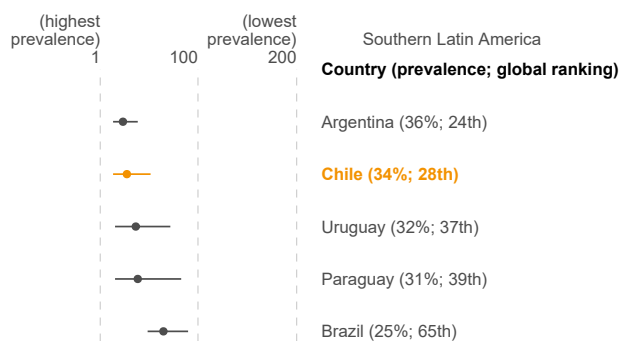 (highest
prevalence)
1
100
(lowest
prevalence)
200
Southern Latin America
Country (prevalence; global ranking)
Argentina (36%; 24th)
Chile (34%; 28th)
Uruguay (32%; 37th)
Paraguay (31%; 39th)
Brazil (25%; 65th)